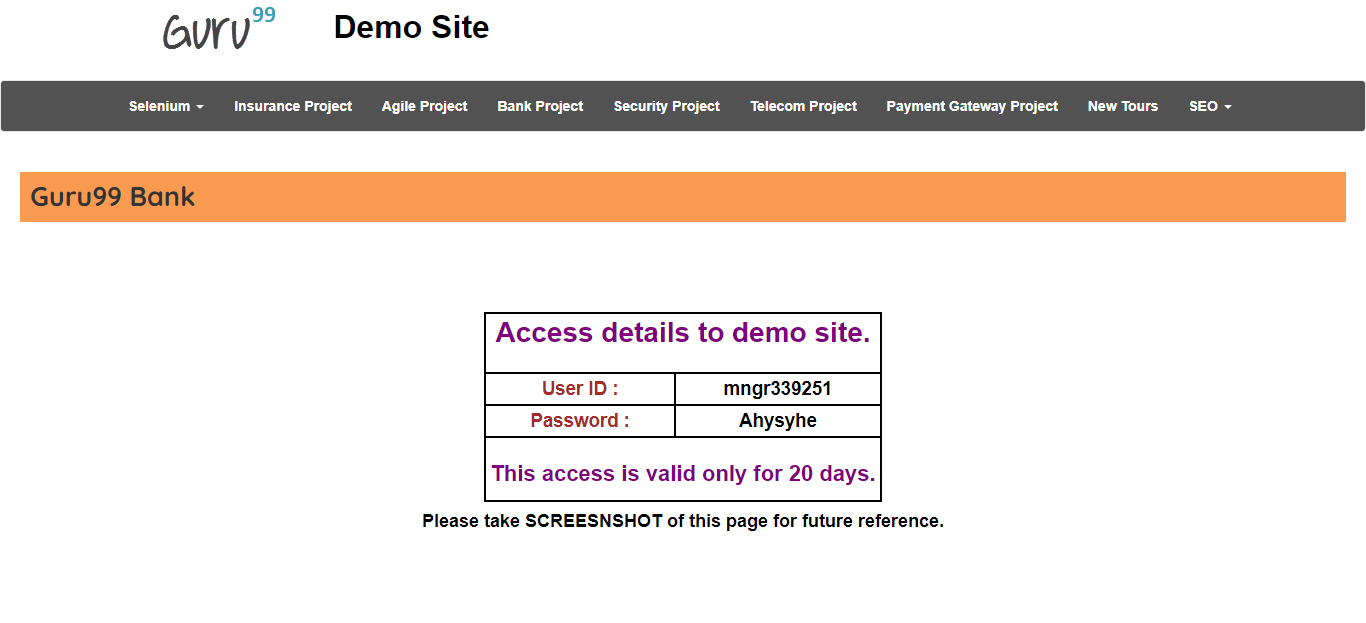 Guru99 Demo Site
Selenium Insurance Project Agile Project Bank Project Security Project Telecom Project Payment Gateway Project New Tours SEO
Guru99 Bank
Access details to demo site.
User ID : mngr339251
Password : Ahysyhe
This access is valid only for 20 days.
Please take SCREESNSHOT of this page for future reference.